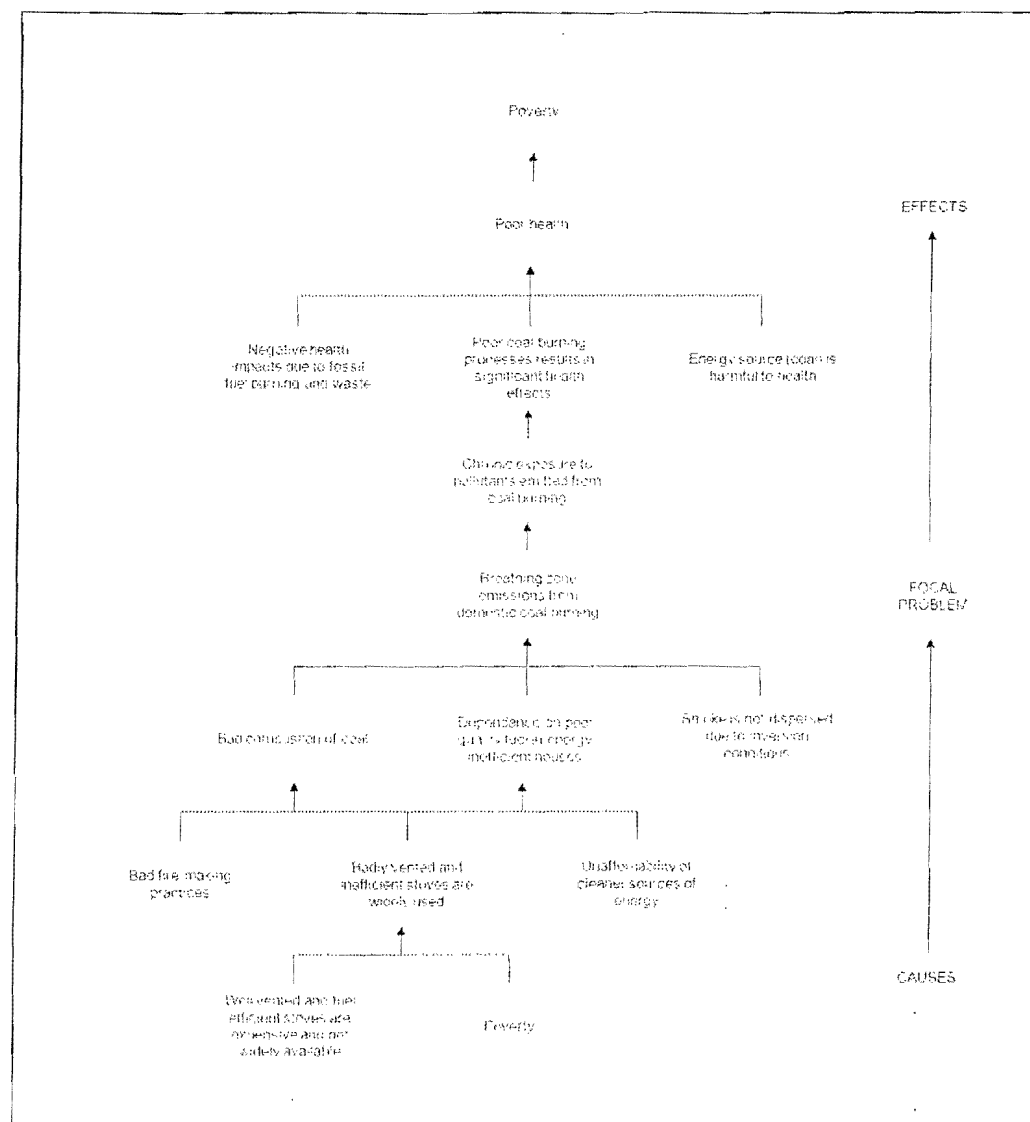 Poverty
Poor health
EFFECTS
Negative health
impacts due to fossil
fuel burning and waste
Poor coal burning
processes results in
significant health
effects
Energy source (coal) is
harmful to health
Chronic exposure to
pollutants emitted from
coal burning
Breathing zone
emissions from
domestic coal burning
FOCAL
PROBLEM
Bad combustion of coal
Dependance on poor
quality fuel in energy
inefficient houses
Smoke is not dispersed
due to inversion
conditions
Bad fire making
practices
Badly vented and
inefficient stoves are
widely used
Unaffordability of
cleaner sources of
energy
CAUSES
Well vented and fuel
efficient stoves are
expensive and not
widely available
Poverty